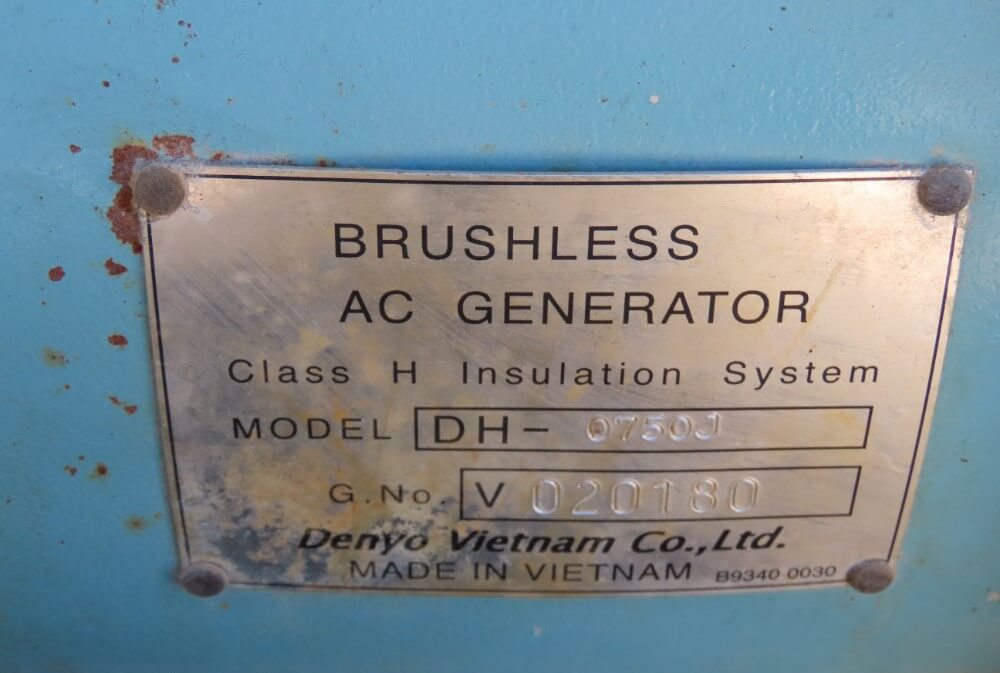 BRUSHLESS
AC GENERATOR
Class H Insulation System
MODEL DH- 0750J
G.No. V 020180
Denyo Vietnam Co.,Ltd.
MADE IN VIETNAM B9340 0030